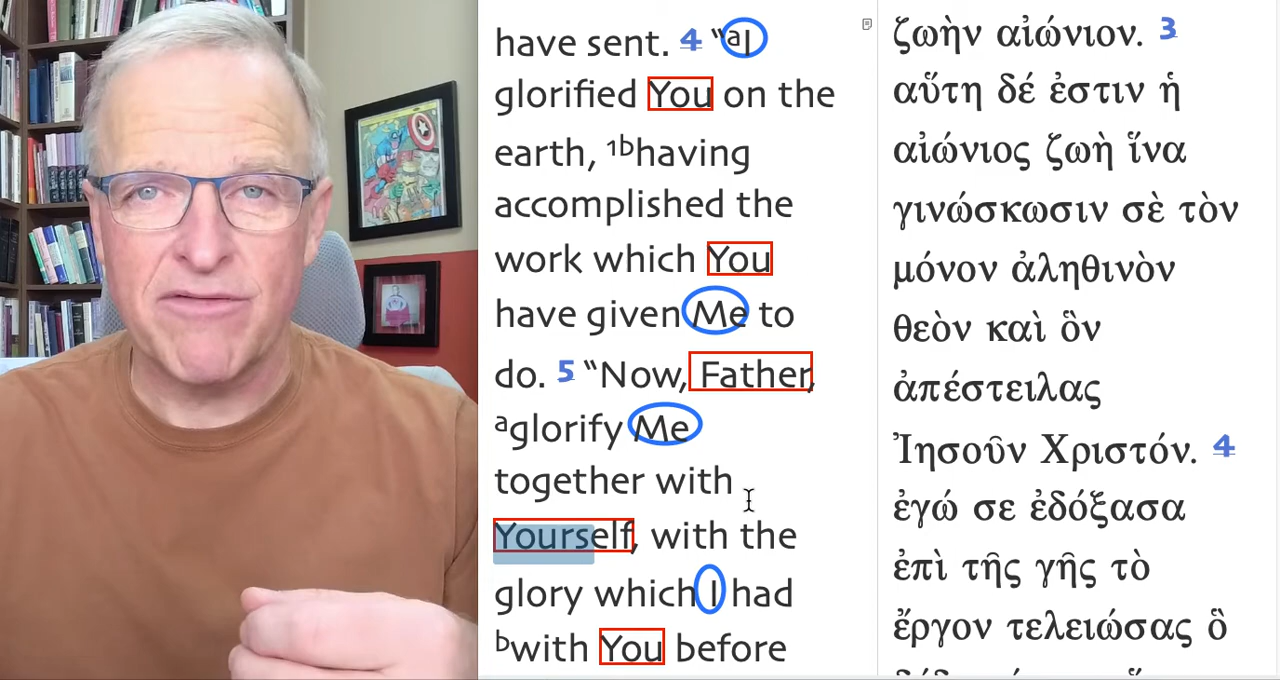 have sent. 4 “aI
glorified You on the
earth, 1bhaving
accomplished the
work which You
have given Me to
do. 5 “Now, Father,
aglorify Me
together with
Yourself, with the
glory which I had
bwith You before
ζωὴν αἰώνιον. 3
αὕτη δέ ἐστιν ἡ
αἰώνιος ζωὴ ἵνα
γινώσκωσιν σὲ τὸν
μόνον ἀληθινὸν
θεὸν καὶ ὃν
ἀπέστειλας
Ἰησοῦν Χριστόν. 4
ἐγώ σε ἐδόξασα
ἐπὶ τῆς γῆς τὸ
ἔργον τελειώσας ὃ